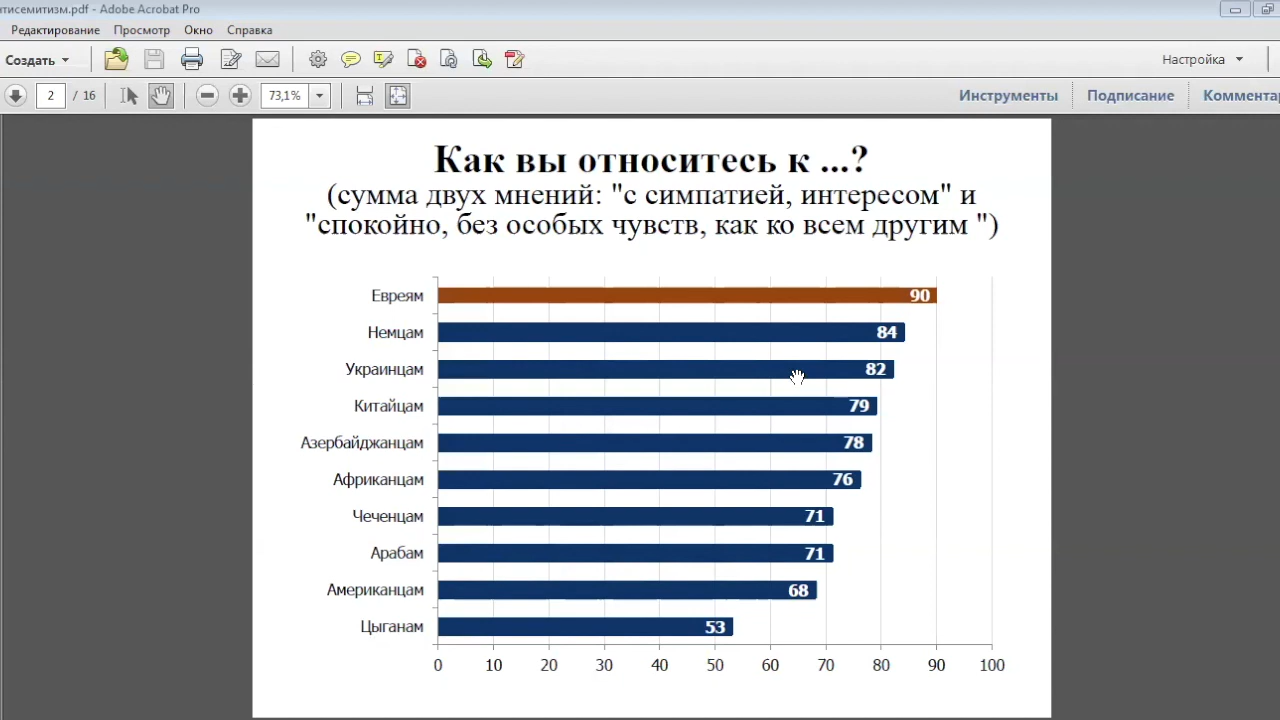 нтисемитизм.pdf - Adobe Acrobat Pro
Редактирование Просмотр Окно Справка
Создать Настройка
2 / 16 73,1% Инструменты Подписание Коммента
Как вы относитесь к ...?
(сумма двух мнений: "с симпатией, интересом" и
"спокойно, без особых чувств, как ко всем другим ")
Евреям 90
Немцам 84
Украинцам 82
Китайцам 79
Азербайджанцам 78
Африканцам 76
Чеченцам 71
Арабам 71
Американцам 68
Цыганам 53
0 10 20 30 40 50 60 70 80 90 100